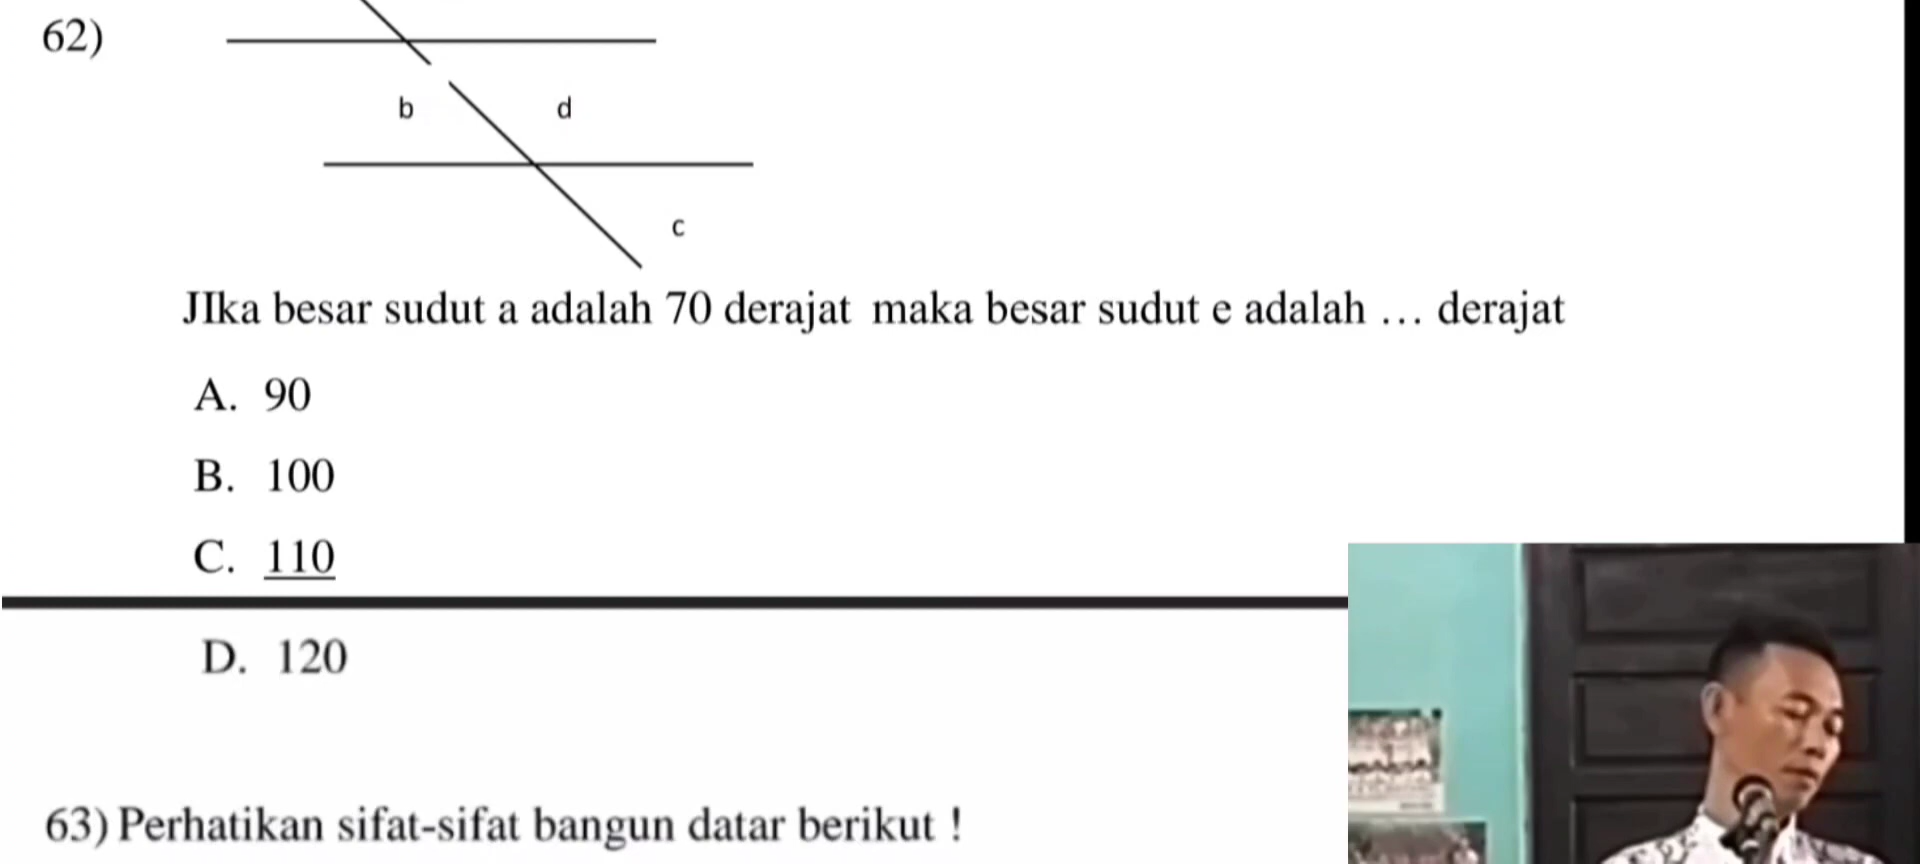 62)
b d
c
JIka besar sudut a adalah 70 derajat maka besar sudut e adalah … derajat
A. 90
B. 100
C. 110
D. 120
63) Perhatikan sifat-sifat bangun datar berikut !